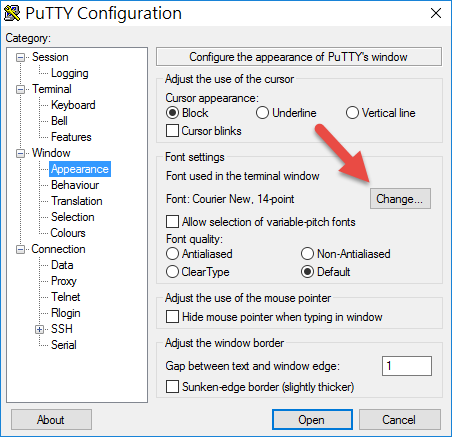 PuTTY Configuration
Category:
Session
Logging
Terminal
Keyboard
Bell
Features
Window
Appearance
Behaviour
Translation
Selection
Colours
Connection
Data
Proxy
Telnet
Rlogin
SSH
Serial
Configure the appearance of PuTTY's window
Adjust the use of the cursor
Cursor appearance:
Block Underline Vertical line
Cursor blinks
Font settings
Font used in the terminal window
Font: Courier New, 14-point Change...
Allow selection of variable-pitch fonts
Font quality:
Antialiased Non-Antialiased
ClearType Default
Adjust the use of the mouse pointer
Hide mouse pointer when typing in window
Adjust the window border
Gap between text and window edge: 1
Sunken-edge border (slightly thicker)
About Open Cancel